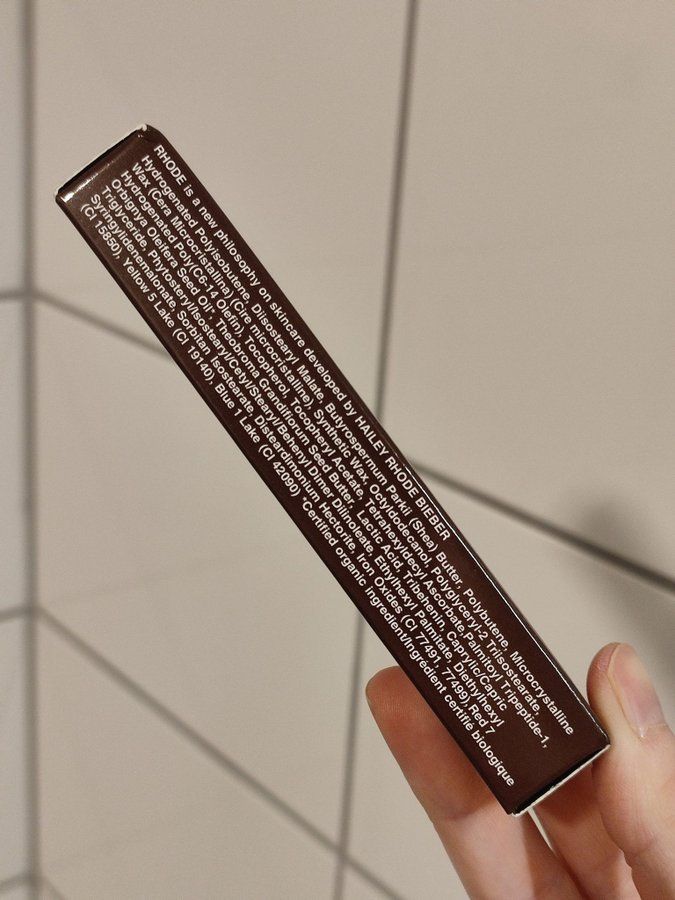 RHODE is a new philosophy on skincare developed by HAILEY RHODE BIEBER
Hydrogenated Polyisobutene, Diisostearyl Malate, Butyrospermum Parkii (Shea) Butter, Polybutene, Microcrystalline
Wax (Cera Microcristallina) (Cire microcristalline), Synthetic Wax, Octyldodecanol, Polyglyceryl-2 Triisostearate,
Hydrogenated Poly(C6-14 Olefin), Tocopherol, Tocopheryl Acetate, Tetrahexyldecyl Ascorbate,Palmitoyl Tripeptide-1,
Orbignya Oleifera Seed Oil*, Theobroma Grandiflorum Seed Butter, Lactic Acid, Tribehenin, Caprylic/Capric
Triglyceride, Phytosteryl/Isostearyl/Cetyl/Stearyl/Behenyl Dimer Dilinoleate, Ethylhexyl Palmitate, Diethylhexyl
Syringylidenemalonate, Sorbitan Isostearate, Disteardimonium Hectorite, Iron Oxides (CI 77491, 77499),Red 7
(CI 15850), Yellow 5 Lake (CI 19140), Blue 1 Lake (CI 42090) *Certified organic ingredient/Ingrédient certifié biologique